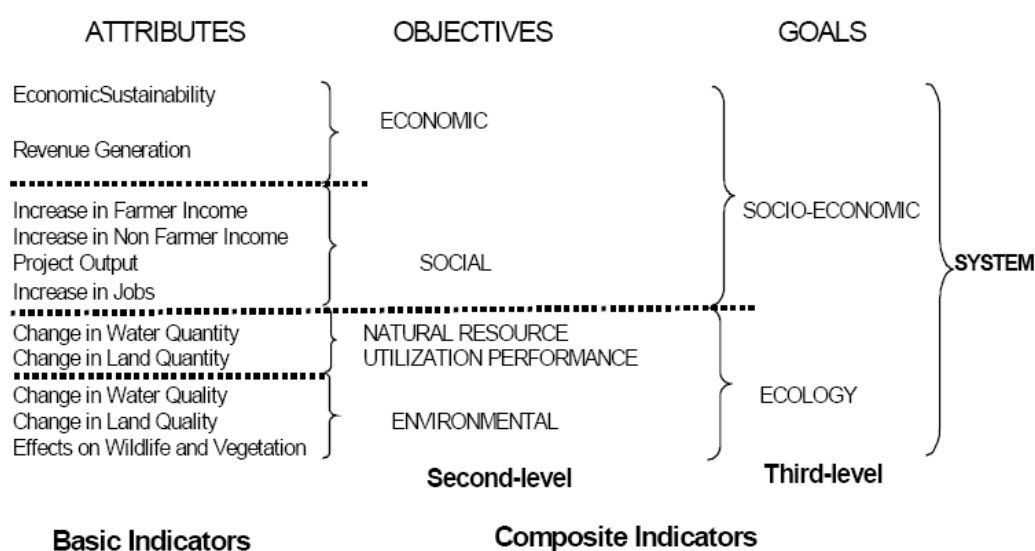 ATTRIBUTES OBJECTIVES GOALS
EconomicSustainability
ECONOMIC
Revenue Generation
Increase in Farmer Income
SOCIO-ECONOMIC
Increase in Non Farmer Income
Project Output
SOCIAL
SYSTEM
Increase in Jobs
Change in Water Quantity
NATURAL RESOURCE
Change in Land Quantity
UTILIZATION PERFORMANCE
Change in Water Quality
ECOLOGY
Change in Land Quality
ENVIRONMENTAL
Effects on Wildlife and Vegetation
Second-level
Third-level
Basic Indicators
Composite Indicators